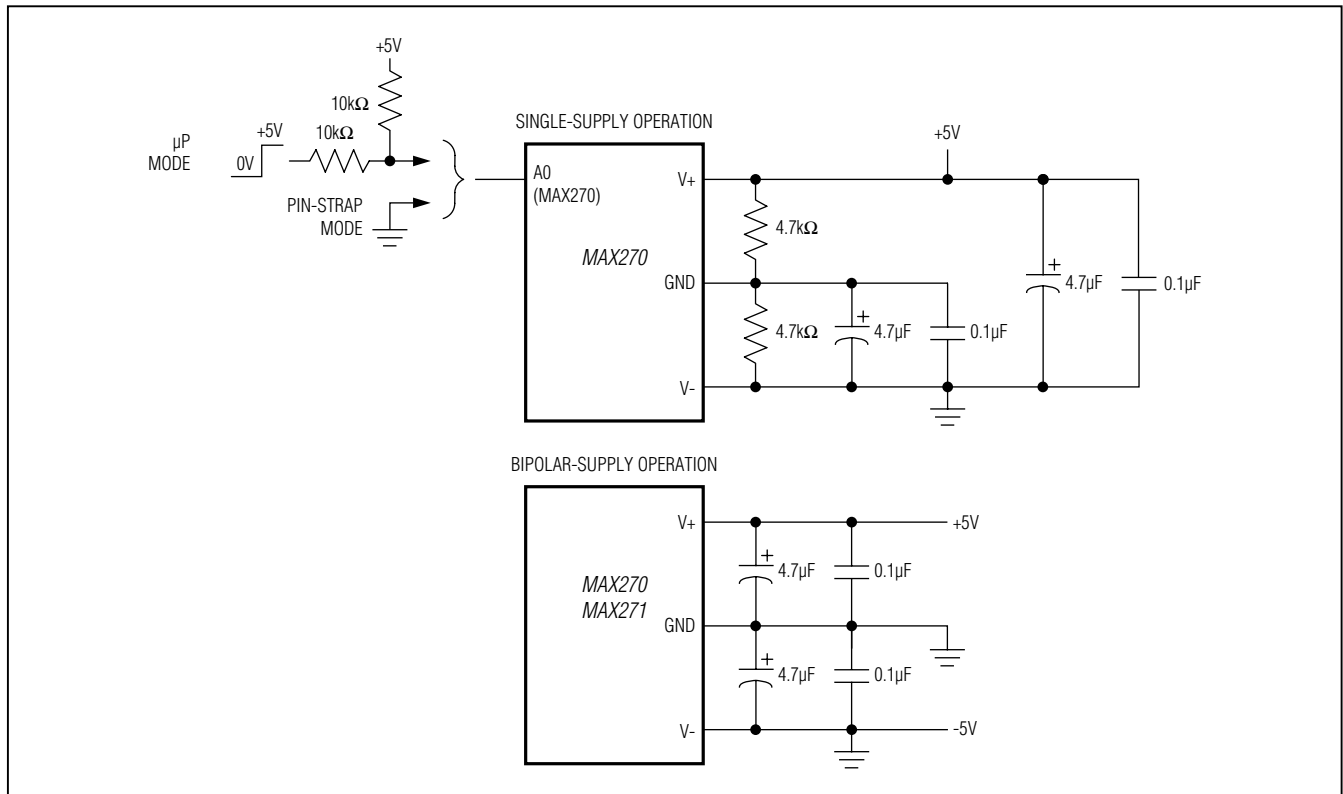 +5V
10kΩ
10kΩ
µP
MODE
0V
+5V
PIN-STRAP
MODE
SINGLE-SUPPLY OPERATION
A0
(MAX270)
MAX270
V+
GND
V-
4.7kΩ
4.7kΩ
4.7µF
+
0.1µF
+5V
4.7µF
+
0.1µF
BIPOLAR-SUPPLY OPERATION
MAX270
MAX271
V+
GND
V-
+
4.7µF
0.1µF
+5V
+
4.7µF
0.1µF
-5V